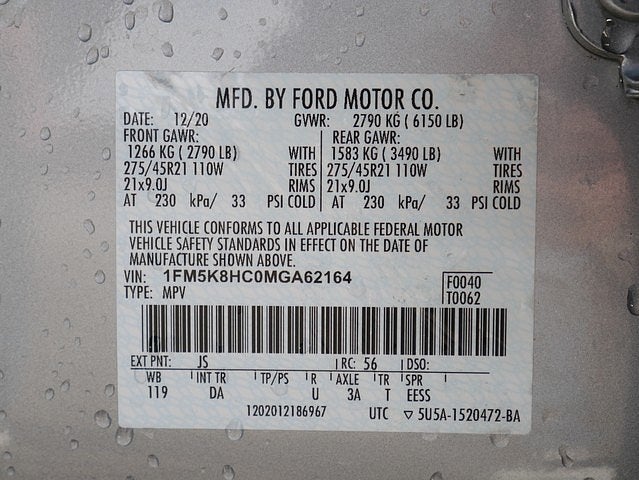 MFD. BY FORD MOTOR CO.
DATE: 12/20 GVWR: 2790 KG ( 6150 LB)
FRONT GAWR: REAR GAWR:
1266 KG ( 2790 LB) WITH 1583 KG ( 3490 LB) WITH
275/45R21 110W TIRES 275/45R21 110W TIRES
21x9.0J RIMS 21x9.0J RIMS
AT 230 kPa/ 33 PSI COLD AT 230 kPa/ 33 PSI COLD
THIS VEHICLE CONFORMS TO ALL APPLICABLE FEDERAL MOTOR
VEHICLE SAFETY STANDARDS IN EFFECT ON THE DATE OF
MANUFACTURE SHOWN ABOVE.
VIN: 1FM5K8HC0MGA62164 F0040
TYPE: MPV T0062
EXT PNT: JS RC: 56 DSO:
WB INT TR TP/PS R AXLE TR SPR
119 DA U 3A T EESS
1202012186967 UTC ▽ 5U5A-1520472-BA